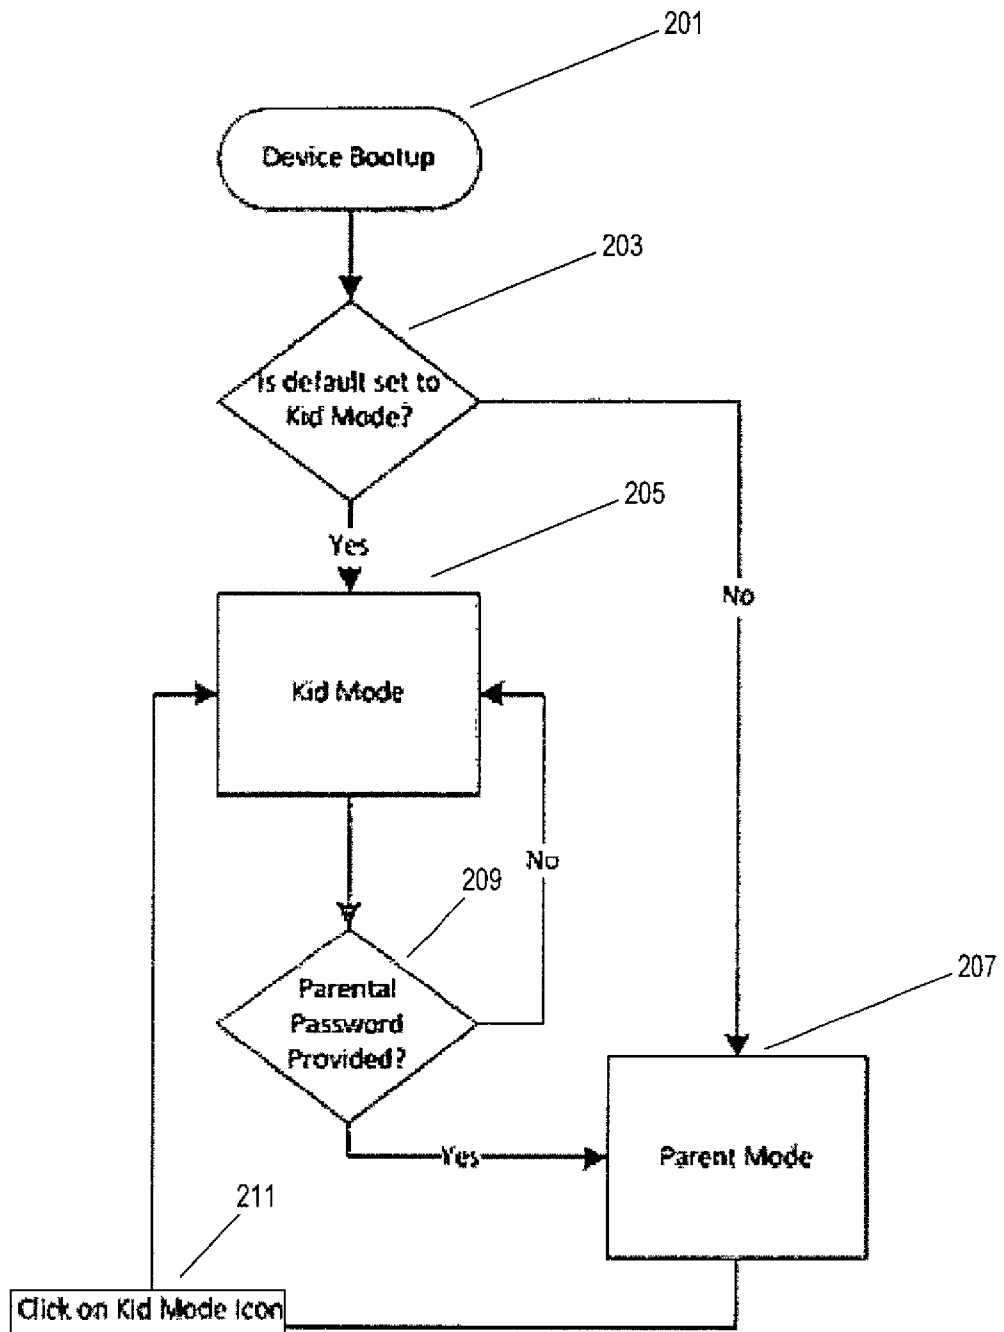 201
Device Bootup
203
Is default set to
Kid Mode?
205
Yes
No
Kid Mode
No
209
Parental
Password
Provided?
207
Yes
Parent Mode
211
Click on Kid Mode Icon